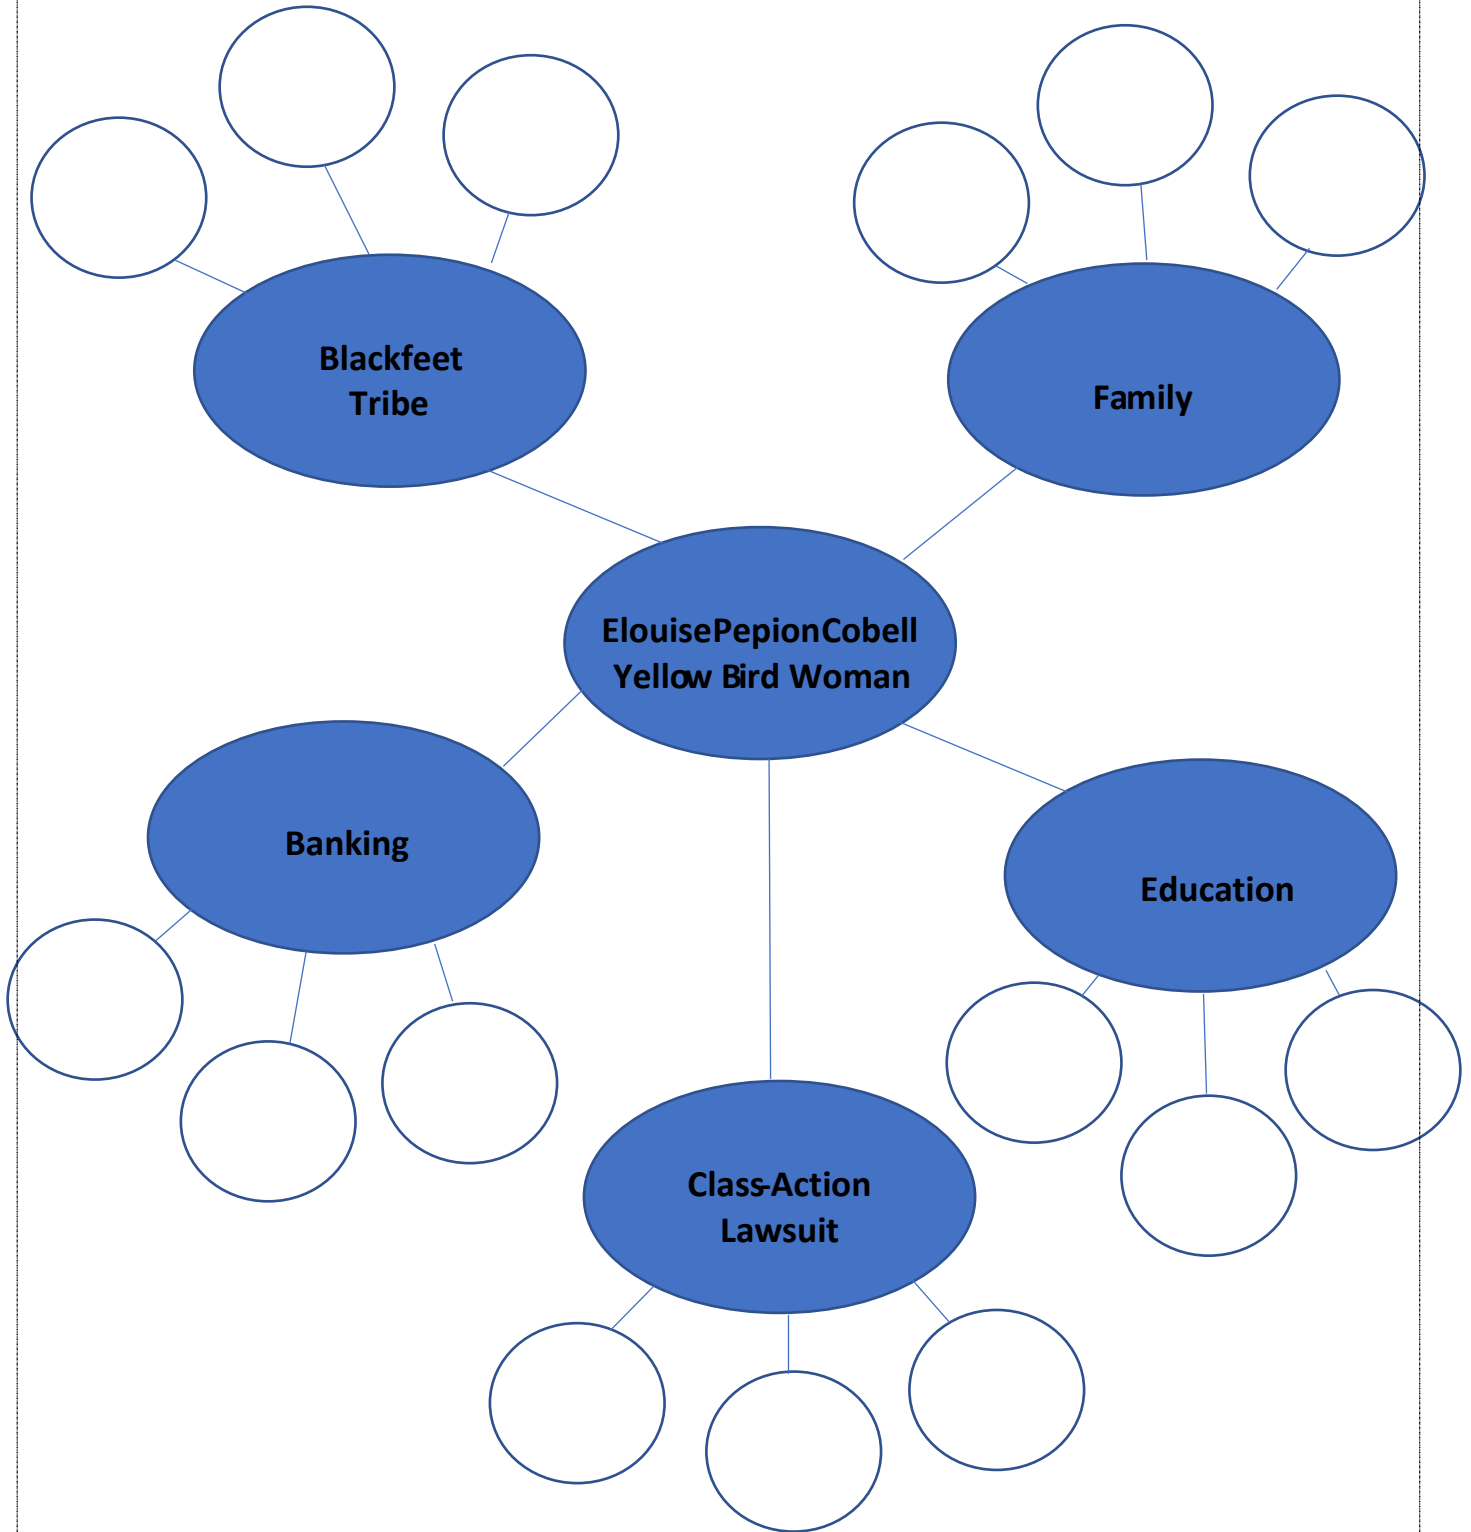 Blackfeet
Tribe
Family
ElouisePepionCobell
Yellow Bird Woman
Banking
Education
Class-Action
Lawsuit